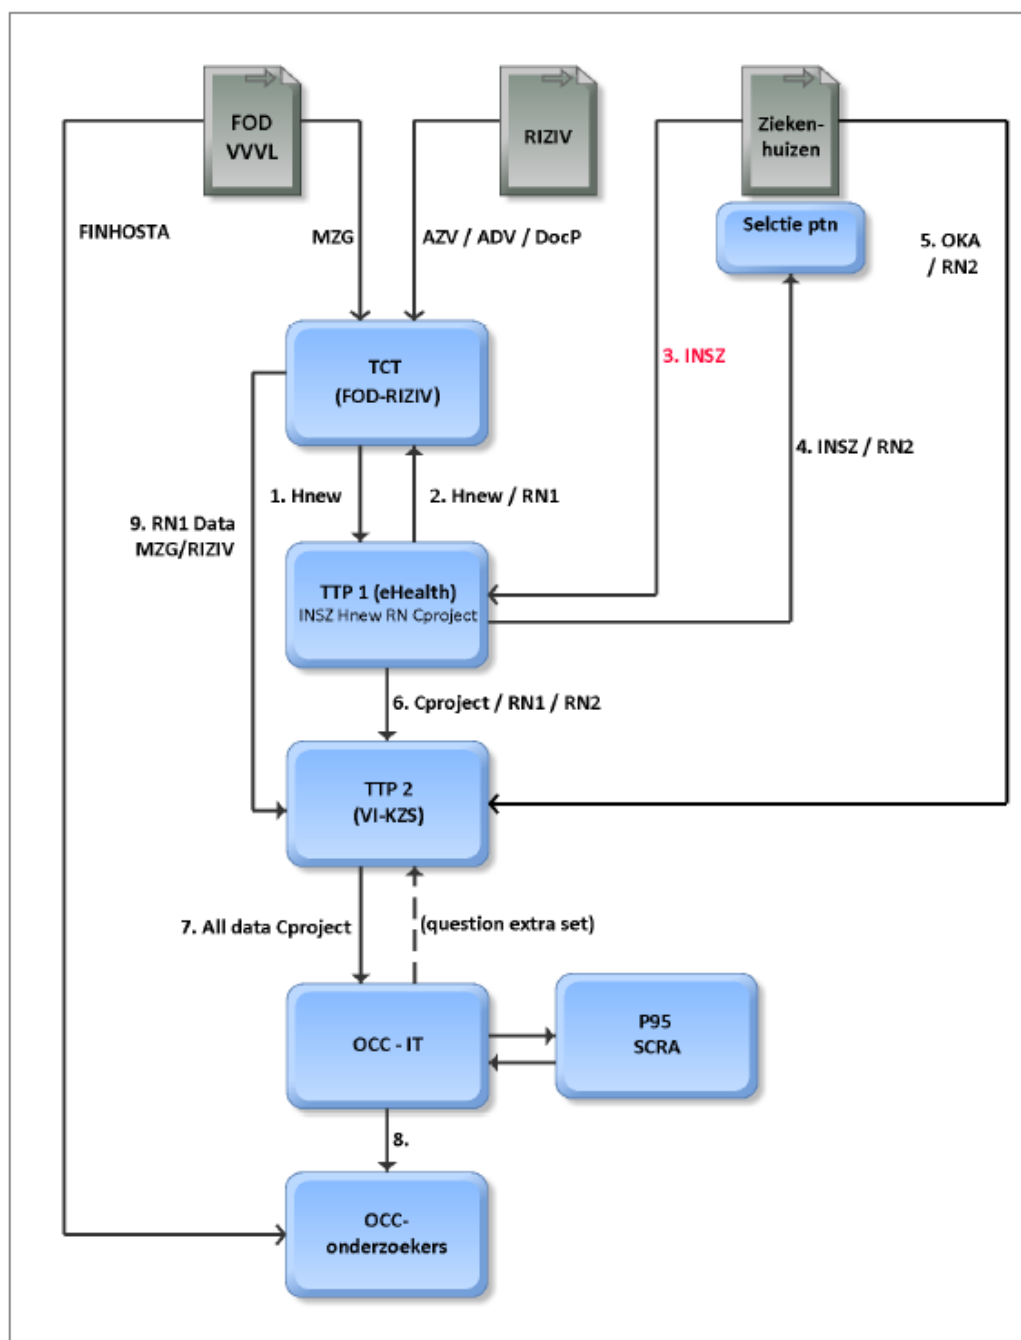 FOD
VVVL
RIZIV
Zieken-
huizen
Selctie ptn
FINHOSTA
MZG
AZV / ADV / DocP
5. OKA
/ RN2
TCT
(FOD-RIZIV)
3. INSZ
4. INSZ / RN2
1. Hnew
2. Hnew / RN1
9. RN1 Data
MZG/RIZIV
TTP 1 (eHealth)
INSZ Hnew RN Cproject
6. Cproject / RN1 / RN2
TTP 2
(VI-KZS)
7. All data Cproject
(question extra set)
OCC - IT
P95
SCRA
8.
OCC-
onderzoekers